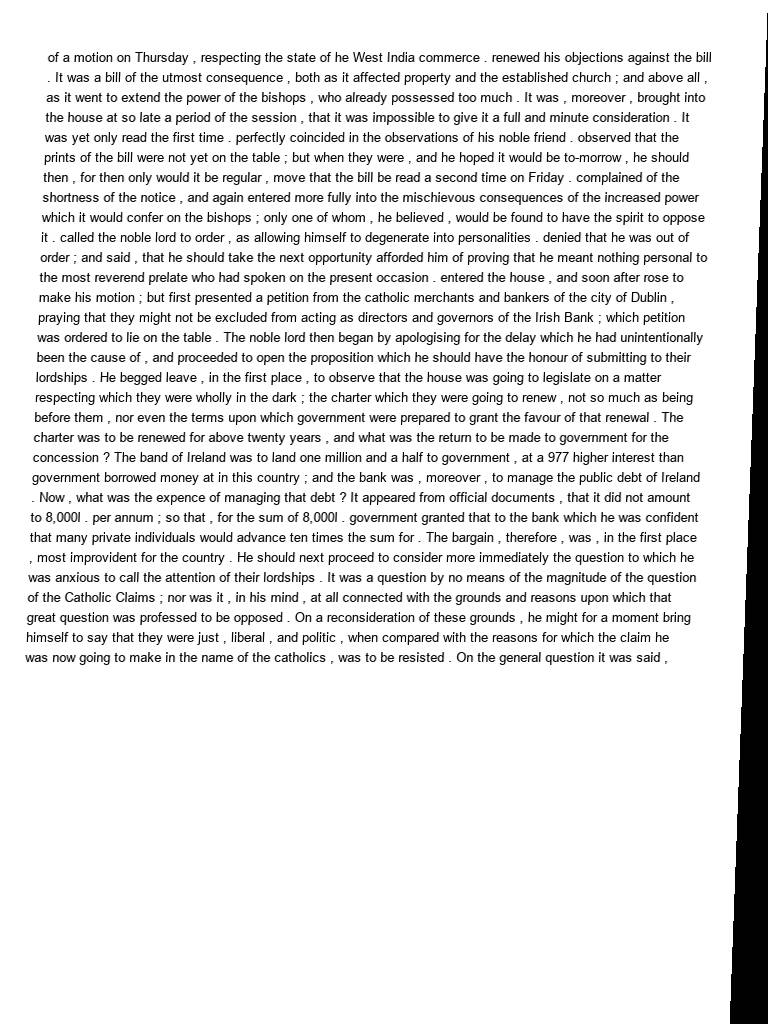 of a motion on Thursday , respecting the state of he West India commerce . renewed his objections against the bill
. It was a bill of the utmost consequence , both as it affected property and the established church ; and above all ,
as it went to extend the power of the bishops , who already possessed too much . It was , moreover , brought into
the house at so late a period of the session , that it was impossible to give it a full and minute consideration . It
was yet only read the first time . perfectly coincided in the observations of his noble friend . observed that the
prints of the bill were not yet on the table ; but when they were , and he hoped it would be to-morrow , he should
then , for then only would it be regular , move that the bill be read a second time on Friday . complained of the
shortness of the notice , and again entered more fully into the mischievous consequences of the increased power
which it would confer on the bishops ; only one of whom , he believed , would be found to have the spirit to oppose
it . called the noble lord to order , as allowing himself to degenerate into personalities . denied that he was out of
order ; and said , that he should take the next opportunity afforded him of proving that he meant nothing personal to
the most reverend prelate who had spoken on the present occasion . entered the house , and soon after rose to
make his motion ; but first presented a petition from the catholic merchants and bankers of the city of Dublin ,
praying that they might not be excluded from acting as directors and governors of the Irish Bank ; which petition
was ordered to lie on the table . The noble lord then began by apologising for the delay which he had unintentionally
been the cause of , and proceeded to open the proposition which he should have the honour of submitting to their
lordships . He begged leave , in the first place , to observe that the house was going to legislate on a matter
respecting which they were wholly in the dark ; the charter which they were going to renew , not so much as being
before them , nor even the terms upon which government were prepared to grant the favour of that renewal . The
charter was to be renewed for above twenty years , and what was the return to be made to government for the
concession ? The band of Ireland was to land one million and a half to government , at a 977 higher interest than
government borrowed money at in this country ; and the bank was , moreover , to manage the public debt of Ireland
. Now , what was the expence of managing that debt ? It appeared from official documents , that it did not amount
to 8,000l . per annum ; so that , for the sum of 8,000l . government granted that to the bank which he was confident
that many private individuals would advance ten times the sum for . The bargain , therefore , was , in the first place
, most improvident for the country . He should next proceed to consider more immediately the question to which he
was anxious to call the attention of their lordships . It was a question by no means of the magnitude of the question
of the Catholic Claims ; nor was it , in his mind , at all connected with the grounds and reasons upon which that
great question was professed to be opposed . On a reconsideration of these grounds , he might for a moment bring
himself to say that they were just , liberal , and politic , when compared with the reasons for which the claim he
was now going to make in the name of the catholics , was to be resisted . On the general question it was said ,